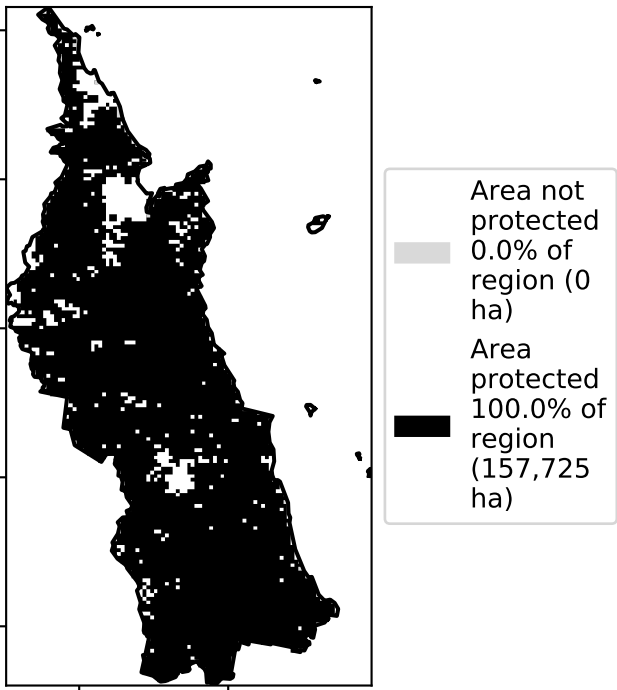 Area not
protected
0.0% of
region (0
ha)
Area
protected
100.0% of
region
(157,725
ha)